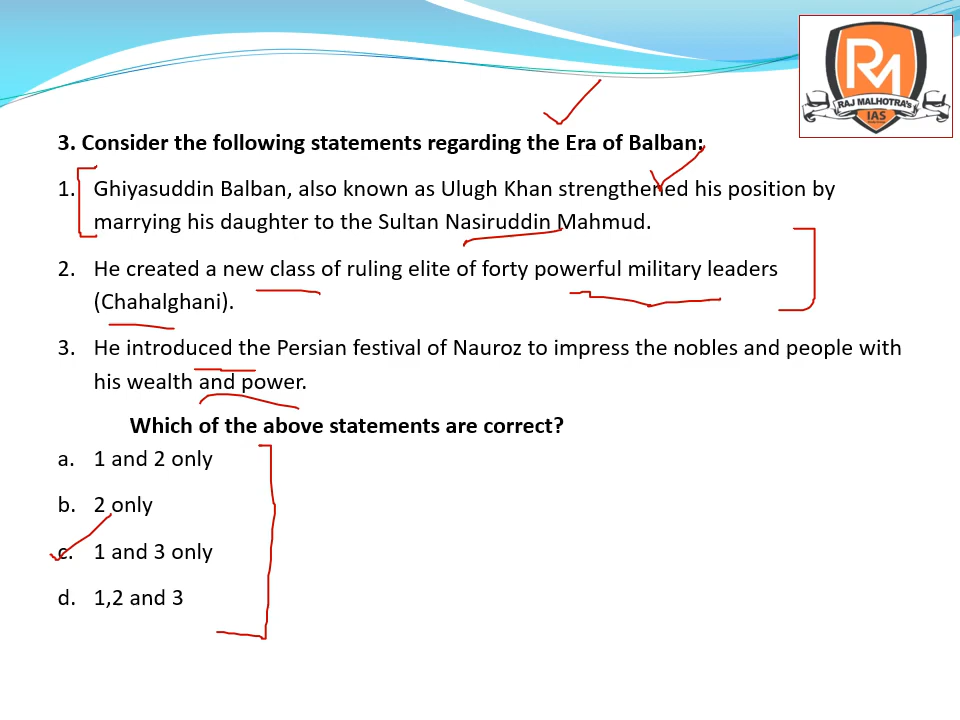 RM
RAJ MALHOTRA's
IAS
3. Consider the following statements regarding the Era of Balban:
1. Ghiyasuddin Balban, also known as Ulugh Khan strengthened his position by
marrying his daughter to the Sultan Nasiruddin Mahmud.
2. He created a new class of ruling elite of forty powerful military leaders
(Chahalghani).
3. He introduced the Persian festival of Nauroz to impress the nobles and people with
his wealth and power.
Which of the above statements are correct?
a. 1 and 2 only
b. 2 only
c. 1 and 3 only
d. 1,2 and 3